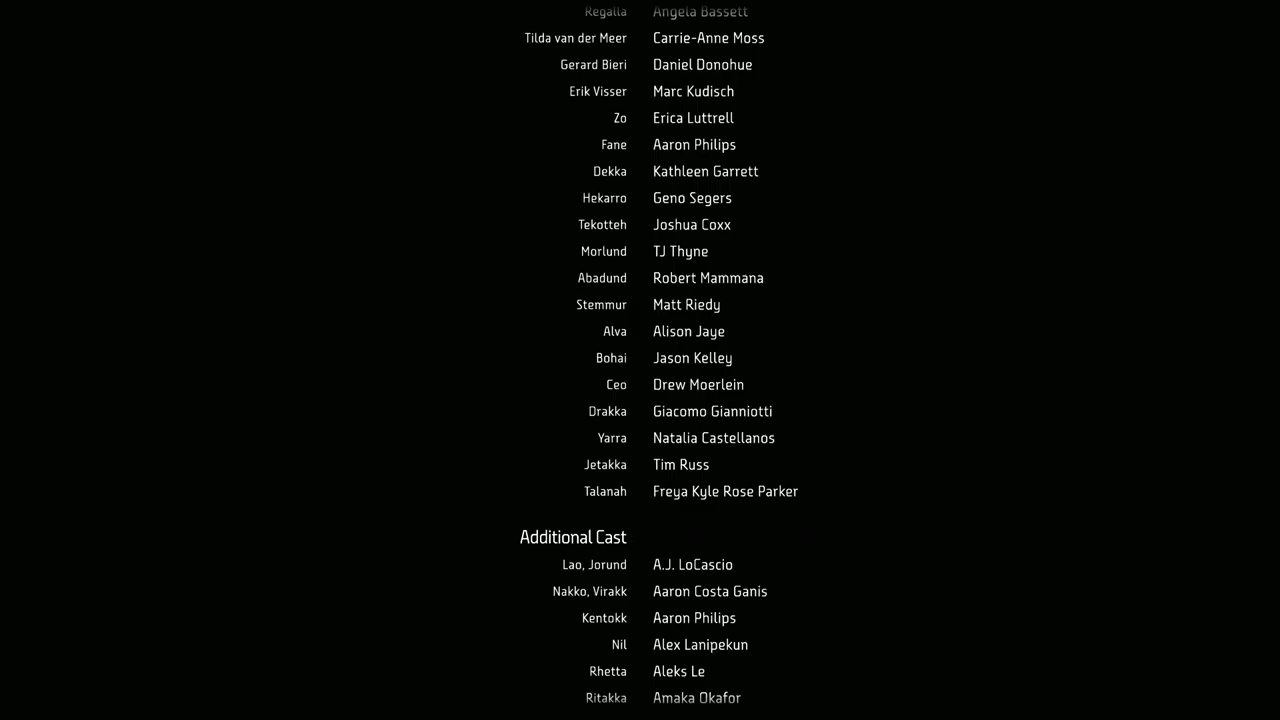 Regalla Angela Bassett
Tilda van der Meer Carrie-Anne Moss
Gerard Bieri Daniel Donohue
Erik Visser Marc Kudisch
Zo Erica Luttrell
Fane Aaron Philips
Dekka Kathleen Garrett
Hekarro Geno Segers
Tekotteh Joshua Coxx
Morlund TJ Thyne
Abadund Robert Mammana
Stemmur Matt Riedy
Alva Alison Jaye
Bohai Jason Kelley
Ceo Drew Moerlein
Drakka Giacomo Gianniotti
Yarra Natalia Castellanos
Jetakka Tim Russ
Talanah Freya Kyle Rose Parker
Additional Cast
Lao, Jorund A.J. LoCascio
Nakko, Virakk Aaron Costa Ganis
Kentokk Aaron Philips
Nil Alex Lanipekun
Rhetta Aleks Le
Ritakka Amaka Okafor